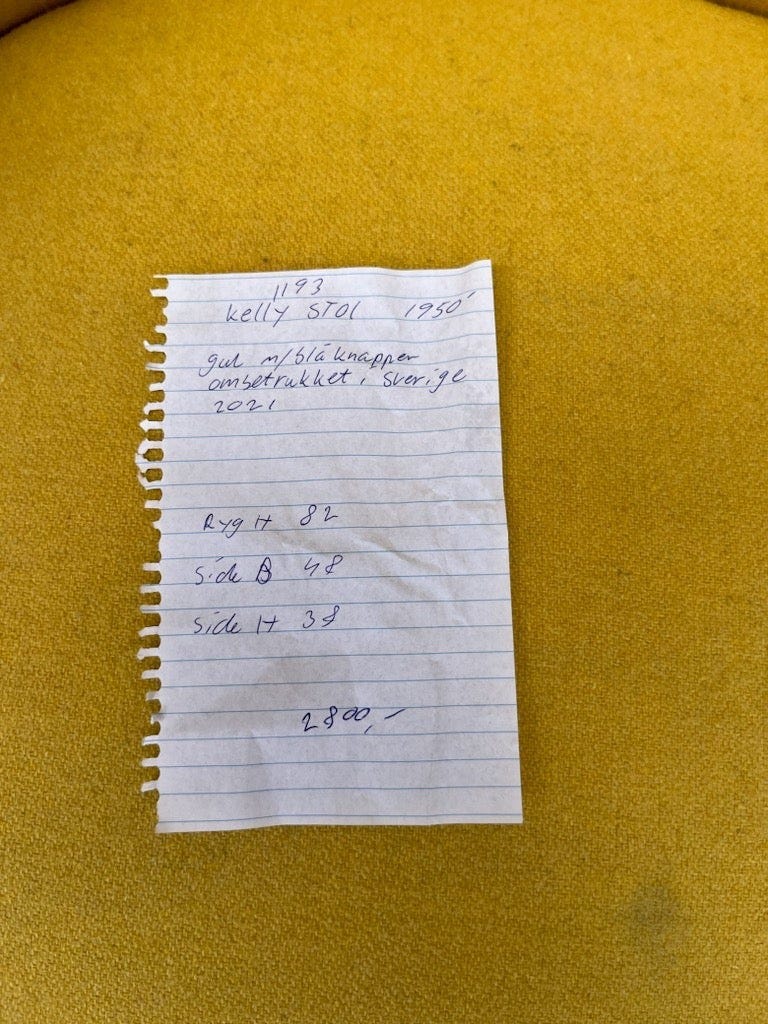 1193
Kelly STOl 1950'
gul m/blå knapper
ombetrukket i Sverige
2021
Ryg H 82
Side B 48
Side H 38
2800,-